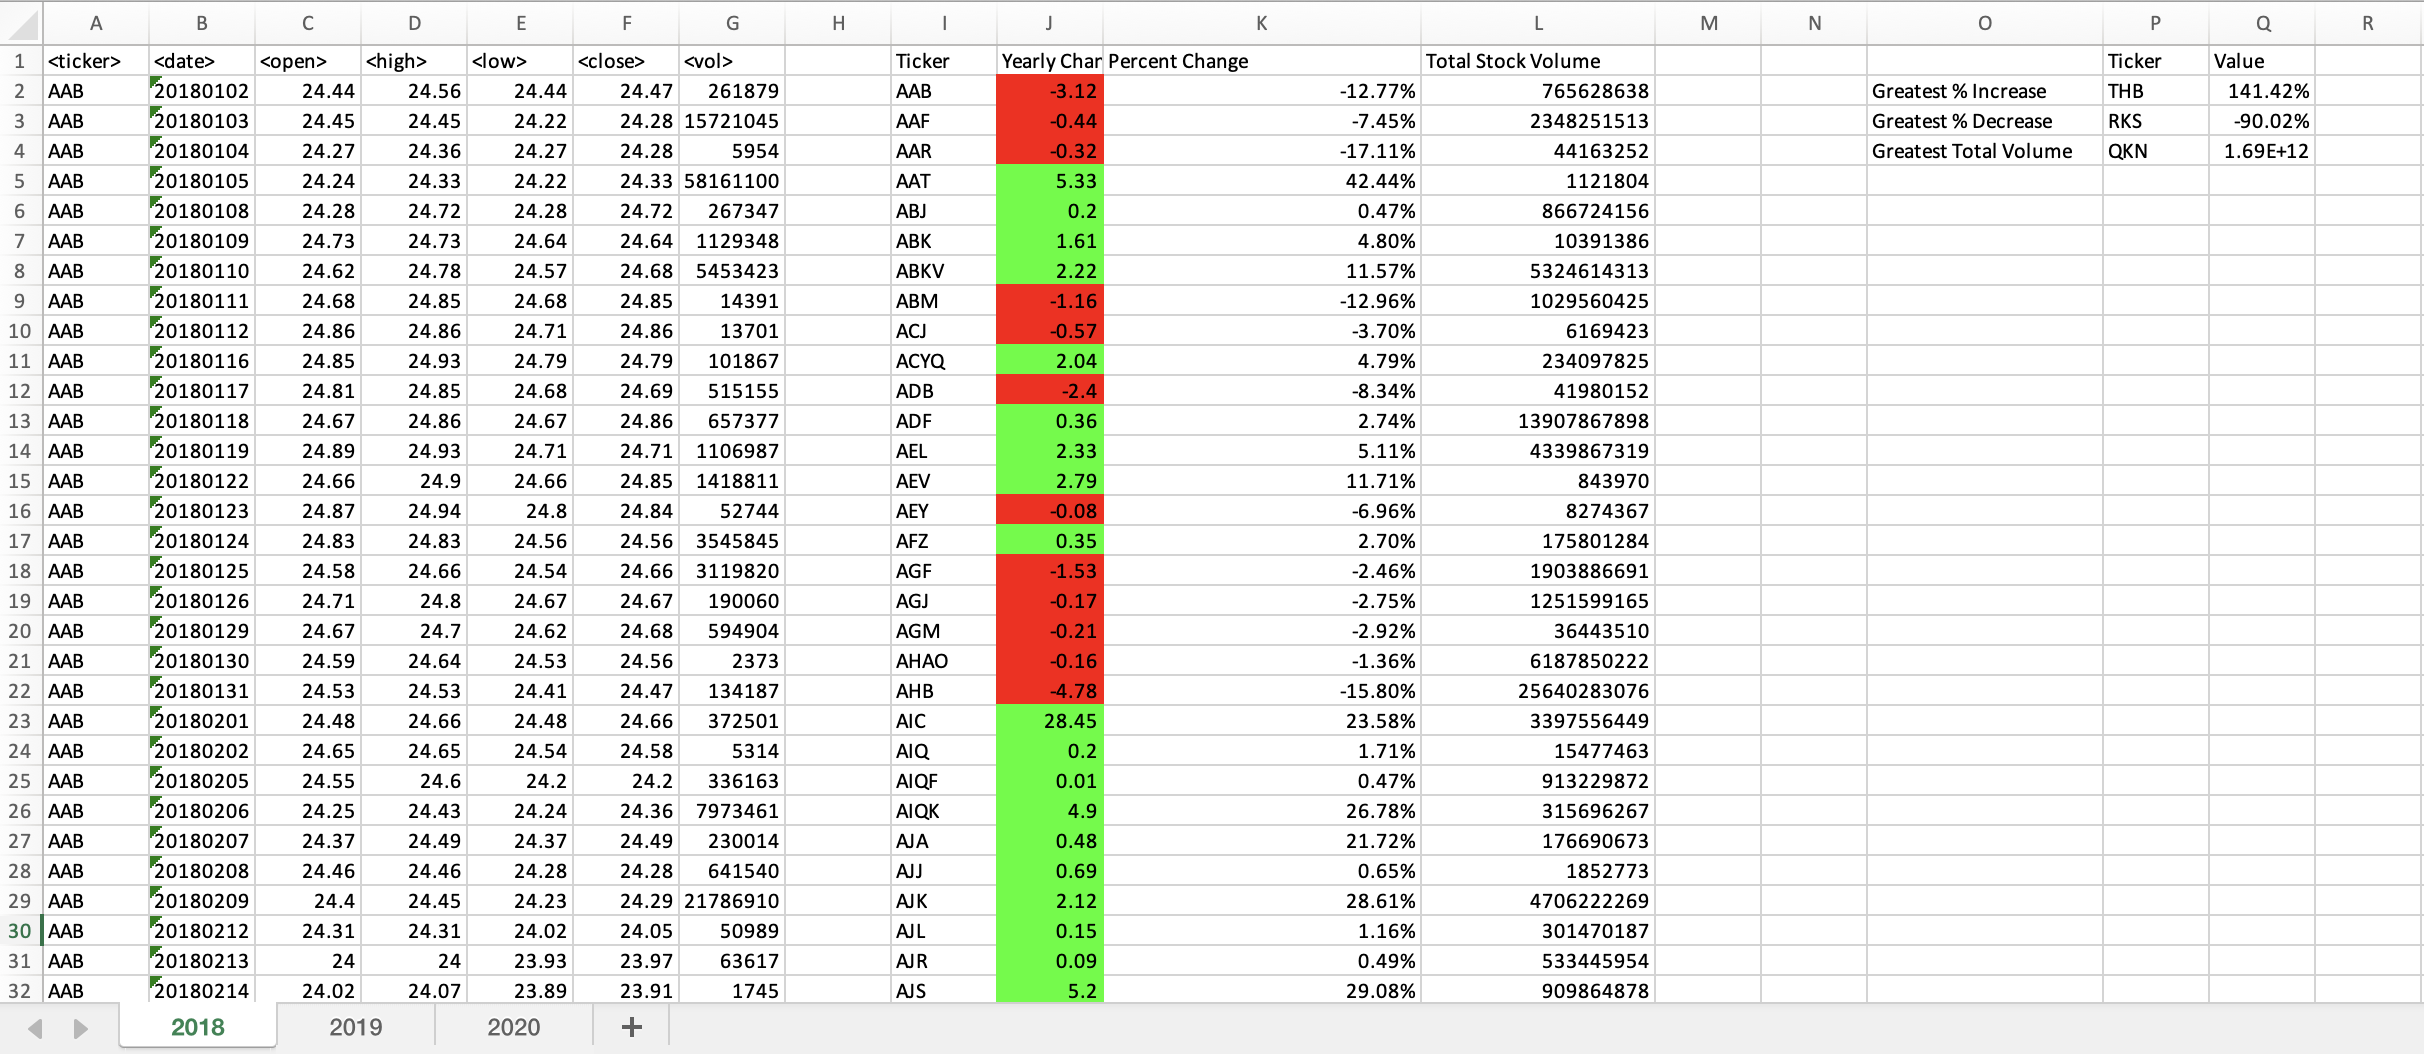 A B C D E F G H I J K L M N O P Q R
1 <ticker> <date> <open> <high> <low> <close> <vol> Ticker Yearly Char Percent Change Total Stock Volume Ticker Value
2 AAB 20180102 24.44 24.56 24.44 24.47 261879 AAB -3.12 -12.77% 765628638 Greatest % Increase THB 141.42%
3 AAB 20180103 24.45 24.45 24.22 24.28 15721045 AAF -0.44 -7.45% 2348251513 Greatest % Decrease RKS -90.02%
4 AAB 20180104 24.27 24.36 24.27 24.28 5954 AAR -0.32 -17.11% 44163252 Greatest Total Volume QKN 1.69E+12
5 AAB 20180105 24.24 24.33 24.22 24.33 58161100 AAT 5.33 42.44% 1121804
6 AAB 20180108 24.28 24.72 24.28 24.72 267347 ABJ 0.2 0.47% 866724156
7 AAB 20180109 24.73 24.73 24.64 24.64 1129348 ABK 1.61 4.80% 10391386
8 AAB 20180110 24.62 24.78 24.57 24.68 5453423 ABKV 2.22 11.57% 5324614313
9 AAB 20180111 24.68 24.85 24.68 24.85 14391 ABM -1.16 -12.96% 1029560425
10 AAB 20180112 24.86 24.86 24.71 24.86 13701 ACJ -0.57 -3.70% 6169423
11 AAB 20180116 24.85 24.93 24.79 24.79 101867 ACYQ 2.04 4.79% 234097825
12 AAB 20180117 24.81 24.85 24.68 24.69 515155 ADB -2.4 -8.34% 41980152
13 AAB 20180118 24.67 24.86 24.67 24.86 657377 ADF 0.36 2.74% 13907867898
14 AAB 20180119 24.89 24.93 24.71 24.71 1106987 AEL 2.33 5.11% 4339867319
15 AAB 20180122 24.66 24.9 24.66 24.85 1418811 AEV 2.79 11.71% 843970
16 AAB 20180123 24.87 24.94 24.8 24.84 52744 AEY -0.08 -6.96% 8274367
17 AAB 20180124 24.83 24.83 24.56 24.56 3545845 AFZ 0.35 2.70% 175801284
18 AAB 20180125 24.58 24.66 24.54 24.66 3119820 AGF -1.53 -2.46% 1903886691
19 AAB 20180126 24.71 24.8 24.67 24.67 190060 AGJ -0.17 -2.75% 1251599165
20 AAB 20180129 24.67 24.7 24.62 24.68 594904 AGM -0.21 -2.92% 36443510
21 AAB 20180130 24.59 24.64 24.53 24.56 2373 AHAO -0.16 -1.36% 6187850222
22 AAB 20180131 24.53 24.53 24.41 24.47 134187 AHB -4.78 -15.80% 25640283076
23 AAB 20180201 24.48 24.66 24.48 24.66 372501 AIC 28.45 23.58% 3397556449
24 AAB 20180202 24.65 24.65 24.54 24.58 5314 AIQ 0.2 1.71% 15477463
25 AAB 20180205 24.55 24.6 24.2 24.2 336163 AIQF 0.01 0.47% 913229872
26 AAB 20180206 24.25 24.43 24.24 24.36 7973461 AIQK 4.9 26.78% 315696267
27 AAB 20180207 24.37 24.49 24.37 24.49 230014 AJA 0.48 21.72% 176690673
28 AAB 20180208 24.46 24.46 24.28 24.28 641540 AJJ 0.69 0.65% 1852773
29 AAB 20180209 24.4 24.45 24.23 24.29 21786910 AJK 2.12 28.61% 4706222269
30 AAB 20180212 24.31 24.31 24.02 24.05 50989 AJL 0.15 1.16% 301470187
31 AAB 20180213 24 24 23.93 23.97 63617 AJR 0.09 0.49% 533445954
32 AAB 20180214 24.02 24.07 23.89 23.91 1745 AJS 5.2 29.08% 909864878
2018 2019 2020 +